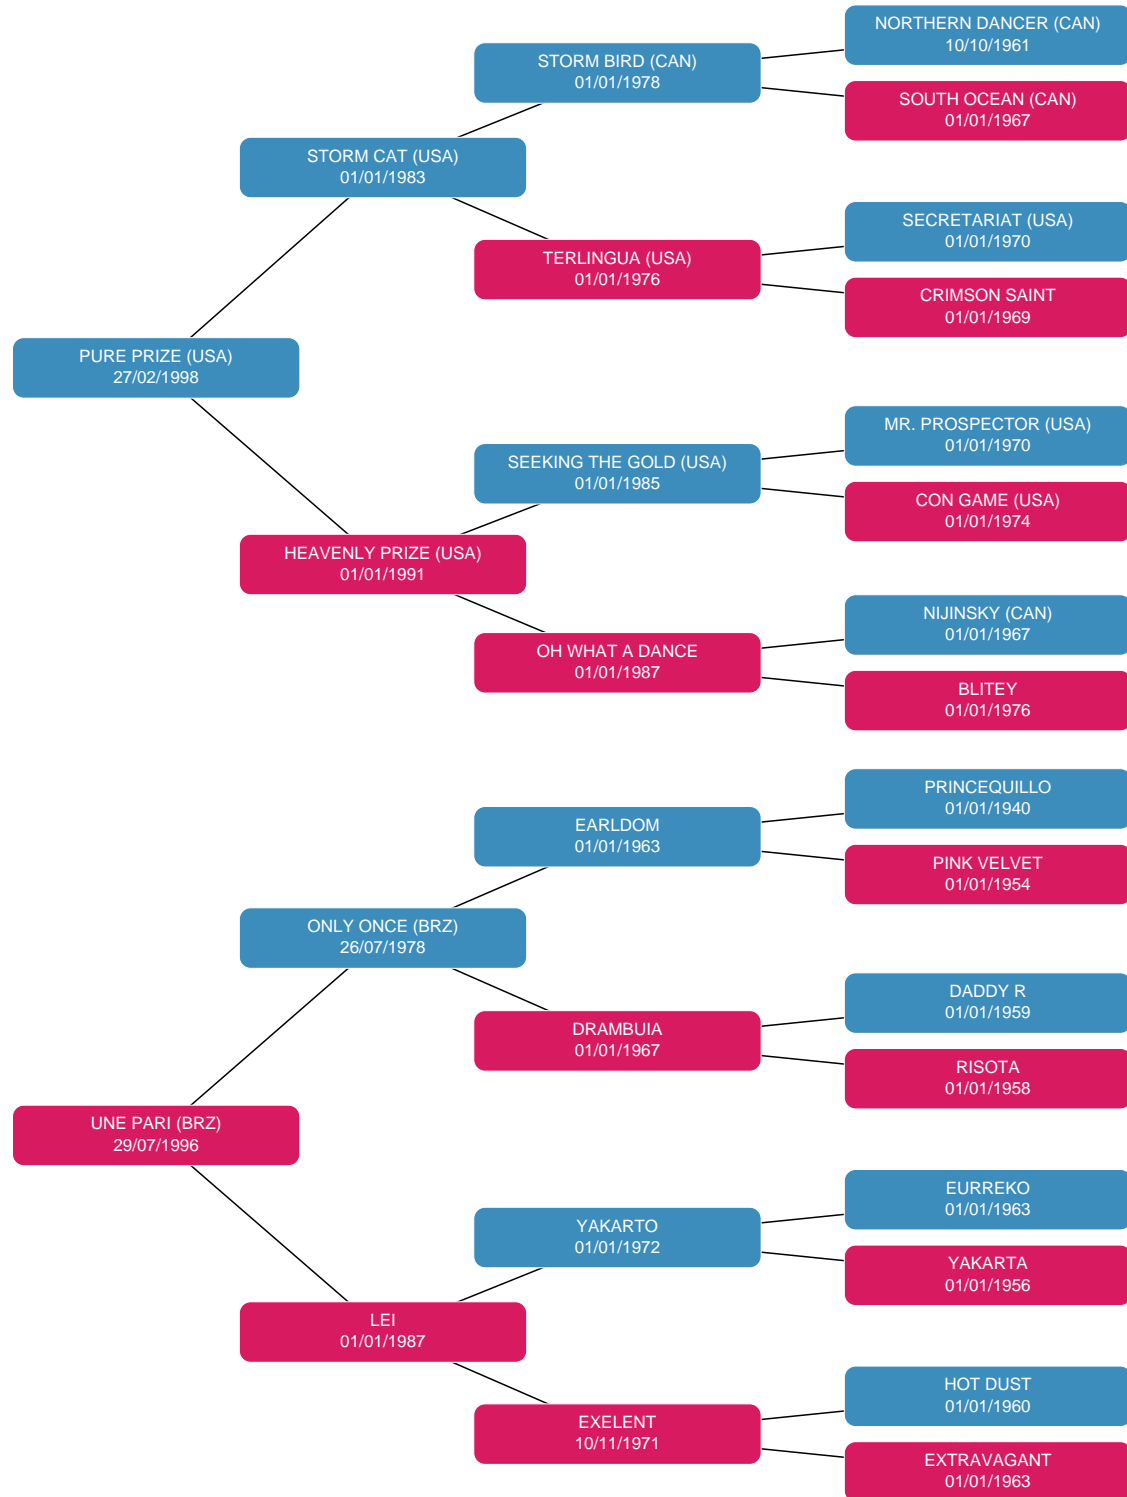 NORTHERN DANCER (CAN)
10/10/1961
STORM BIRD (CAN)
01/01/1978
SOUTH OCEAN (CAN)
01/01/1967
STORM CAT (USA)
01/01/1983
SECRETARIAT (USA)
01/01/1970
TERLINGUA (USA)
01/01/1976
CRIMSON SAINT
01/01/1969
PURE PRIZE (USA)
27/02/1998
MR. PROSPECTOR (USA)
01/01/1970
SEEKING THE GOLD (USA)
01/01/1985
CON GAME (USA)
01/01/1974
HEAVENLY PRIZE (USA)
01/01/1991
NIJINSKY (CAN)
01/01/1967
OH WHAT A DANCE
01/01/1987
BLITEY
01/01/1976
PRINCEQUILLO
01/01/1940
EARLDOM
01/01/1963
PINK VELVET
01/01/1954
ONLY ONCE (BRZ)
26/07/1978
DADDY R
01/01/1959
DRAMBUIA
01/01/1967
RISOTA
01/01/1958
UNE PARI (BRZ)
29/07/1996
EURREKO
01/01/1963
YAKARTO
01/01/1972
YAKARTA
01/01/1956
LEI
01/01/1987
HOT DUST
01/01/1960
EXELENT
10/11/1971
EXTRAVAGANT
01/01/1963